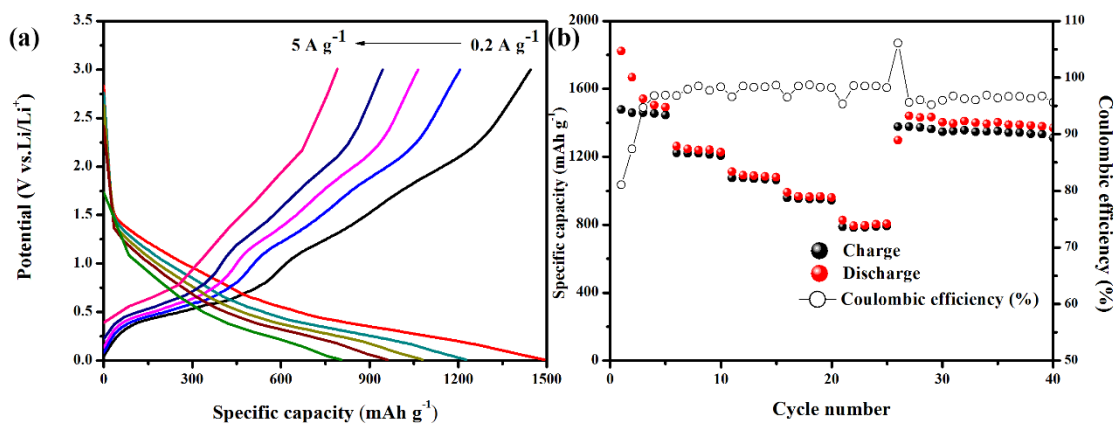 (a)
3.5
3.0
2.5
2.0
1.5
1.0
0.5
0.0
Potential (V vs.Li/Li⁺)
5 A g⁻¹
0.2 A g⁻¹
0
300
600
900
1200
1500
Specific capacity (mAh g⁻¹)
(b)
2000
1600
1200
800
400
0
Specific capacity (mAh g⁻¹)
Charge
Discharge
Coulombic efficiency (%)
0
10
20
30
40
Cycle number
110
100
90
80
70
60
50
Coulombic efficiency (%)